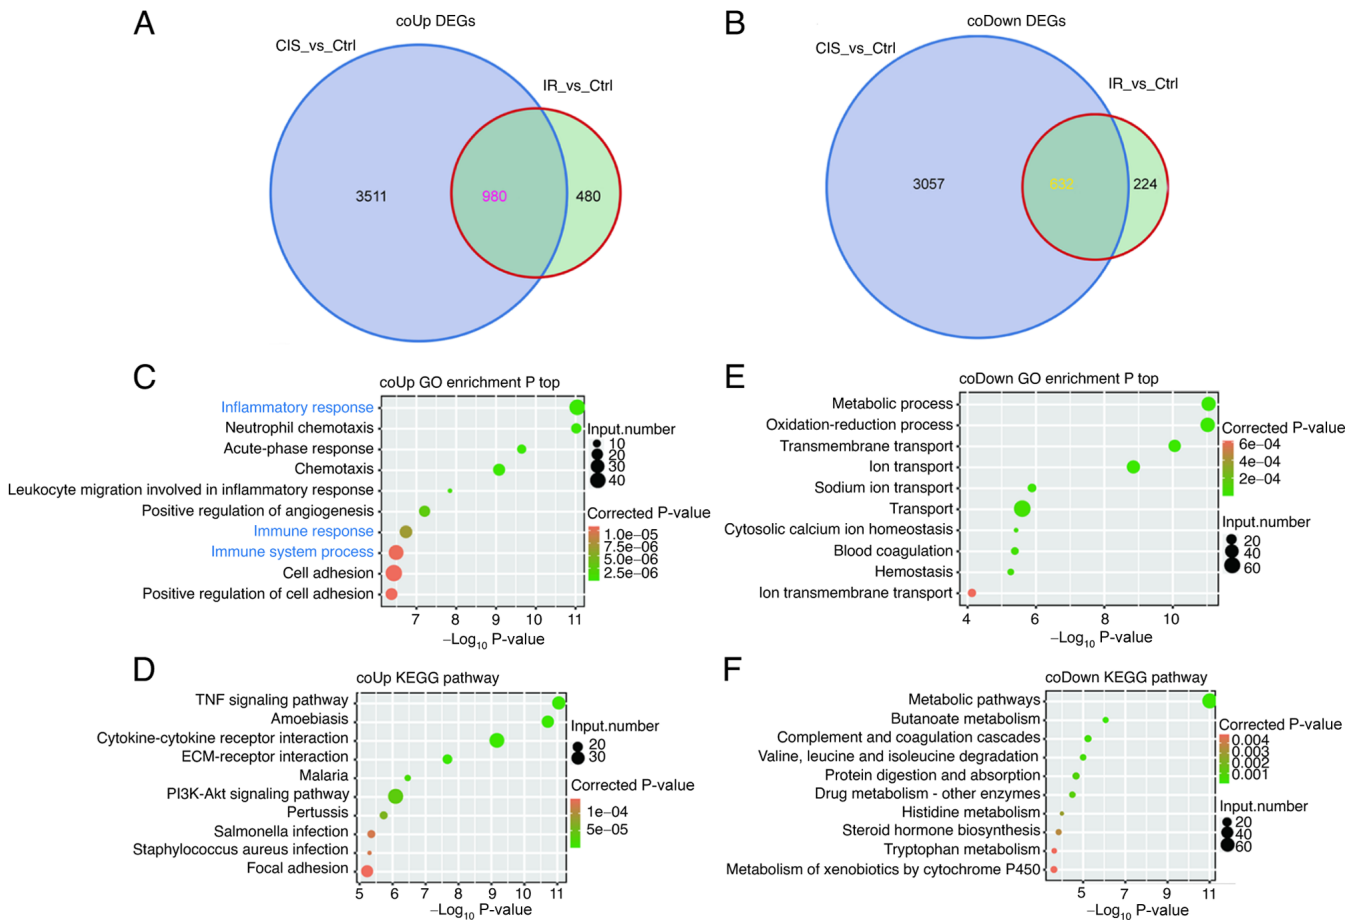 A
coUp DEGs
CIS_vs_Ctrl
IR_vs_Ctrl
3511
980
480
B
coDown DEGs
CIS_vs_Ctrl
IR_vs_Ctrl
3057
632
224
C
coUp GO enrichment P top
Inflammatory response
Neutrophil chemotaxis
Acute-phase response
Chemotaxis
Leukocyte migration involved in inflammatory response
Positive regulation of angiogenesis
Immune response
Immune system process
Cell adhesion
Positive regulation of cell adhesion
7 8 9 10 11
–Log10 P-value
Input.number
10
20
30
40
Corrected P-value
1.0e–05
7.5e–06
5.0e–06
2.5e–06
E
coDown GO enrichment P top
Metabolic process
Oxidation-reduction process
Transmembrane transport
Ion transport
Sodium ion transport
Transport
Cytosolic calcium ion homeostasis
Blood coagulation
Hemostasis
Ion transmembrane transport
4 6 8 10
–Log10 P-value
Corrected P-value
6e–04
4e–04
2e–04
Input.number
20
40
60
D
coUp KEGG pathway
TNF signaling pathway
Amoebiasis
Cytokine-cytokine receptor interaction
ECM-receptor interaction
Malaria
PI3K-Akt signaling pathway
Pertussis
Salmonella infection
Staphylococcus aureus infection
Focal adhesion
5 6 7 8 9 10 11
–Log10 P-value
Input.number
20
30
Corrected P-value
1e–04
5e–05
F
coDown KEGG pathway
Metabolic pathways
Butanoate metabolism
Complement and coagulation cascades
Valine, leucine and isoleucine degradation
Protein digestion and absorption
Drug metabolism - other enzymes
Histidine metabolism
Steroid hormone biosynthesis
Tryptophan metabolism
Metabolism of xenobiotics by cytochrome P450
5 7 9 11
–Log10 P-value
Corrected P-value
0.004
0.003
0.002
0.001
Input.number
20
40
60